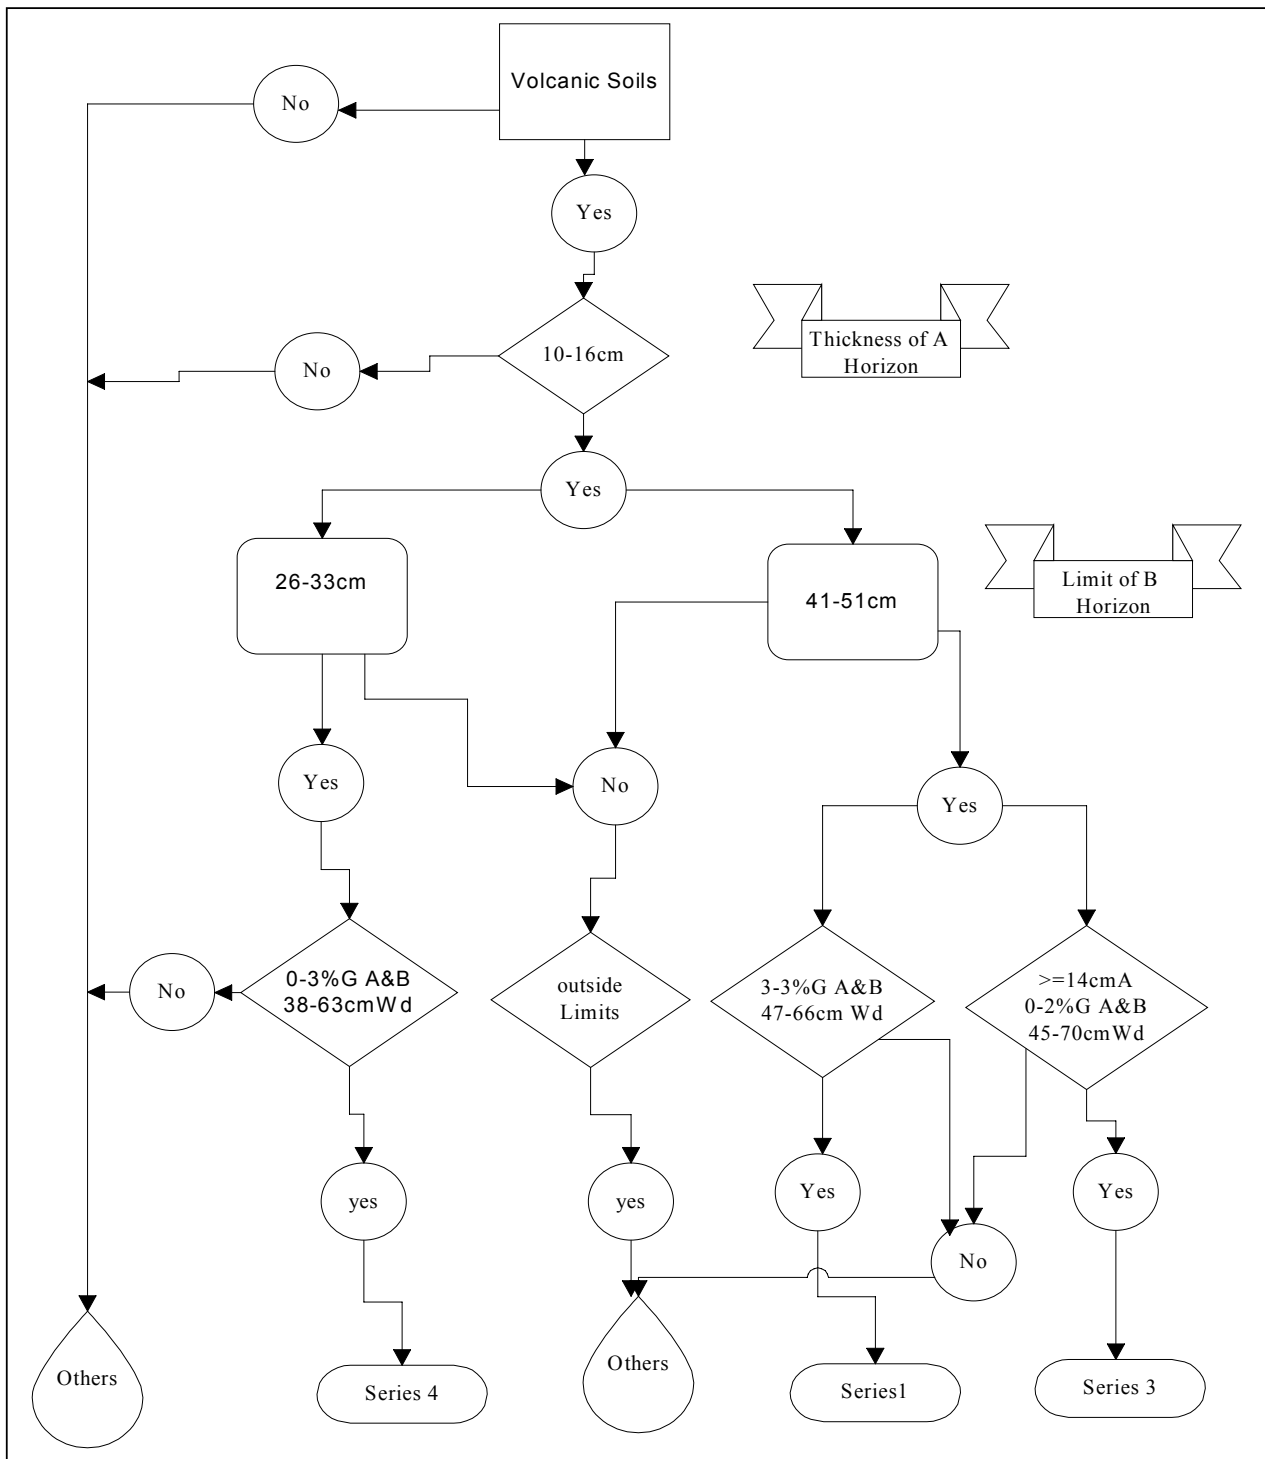 Volcanic Soils
No
Yes
10-16cm
Thickness of A
Horizon
No
Yes
26-33cm
41-51cm
Limit of B
Horizon
Yes
No
Yes
No
0-3%G A&B
38-63cmWd
outside
Limits
3-3%G A&B
47-66cm Wd
>=14cmA
0-2%G A&B
45-70cmWd
yes
yes
Yes
Yes
No
Others
Series 4
Others
Series1
Series 3